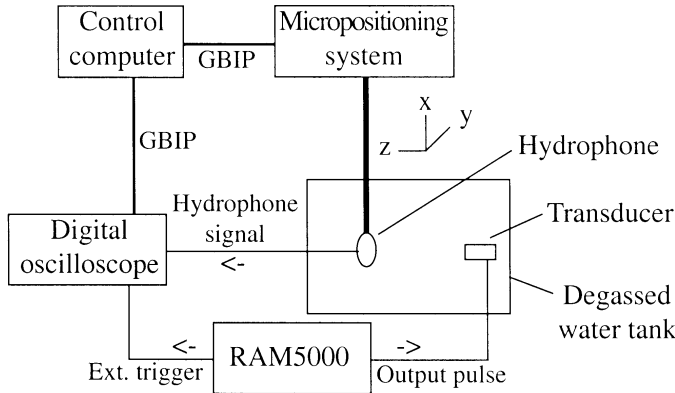 Control
computer
Micropositioning
system
GBIP
GBIP
x
y
z
Hydrophone
Hydrophone
signal
<-
Transducer
Digital
oscilloscope
Degassed
water tank
<-
RAM5000
->
Ext. trigger
Output pulse